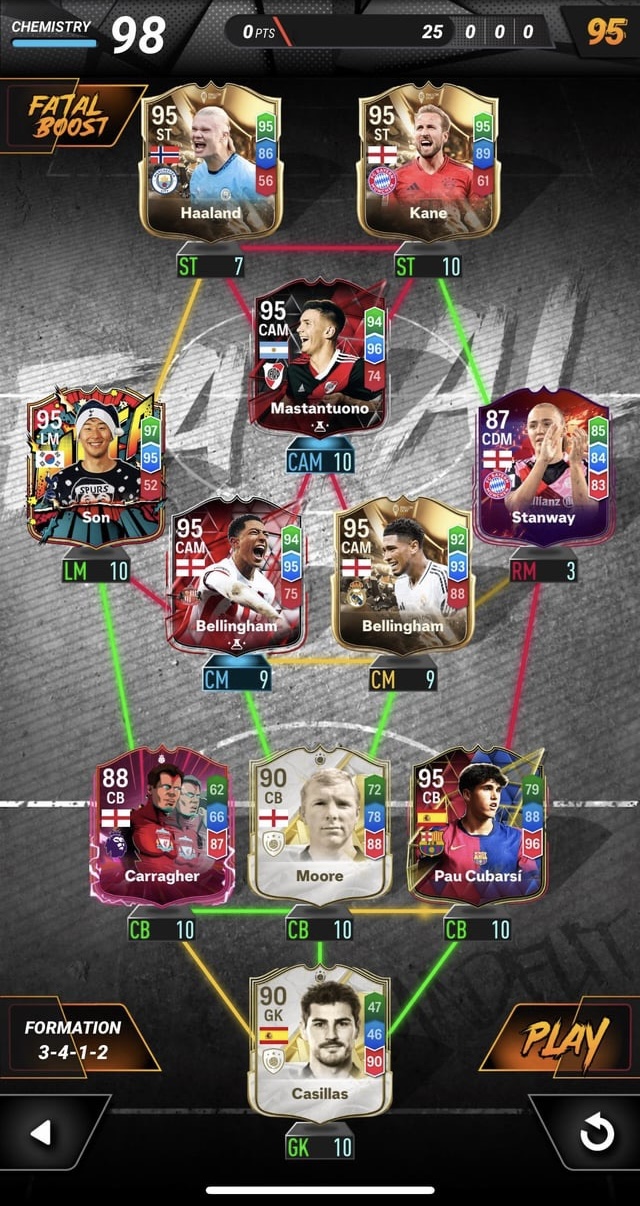 CHEMISTRY 98 0 PTS 25 0 0 0 95
FATAL
BOOST
95
ST
95
86
56
Haaland
ST 7
95
ST
95
89
61
Kane
ST 10
95
CAM
94
96
74
Mastantuono
CAM 10
95
LM
97
95
52
SPURS
Son
LM 10
87
CDM
85
84
83
Stanway
RM 3
95
CAM
94
95
75
Bellingham
CM 9
95
CAM
92
93
88
Bellingham
CM 9
88
CB
62
66
87
Carragher
CB 10
90
CB
72
78
88
Moore
CB 10
95
CB
79
88
96
Pau Cubarsí
CB 10
90
GK
47
46
90
Casillas
GK 10
FORMATION
3-4-1-2
PLAY